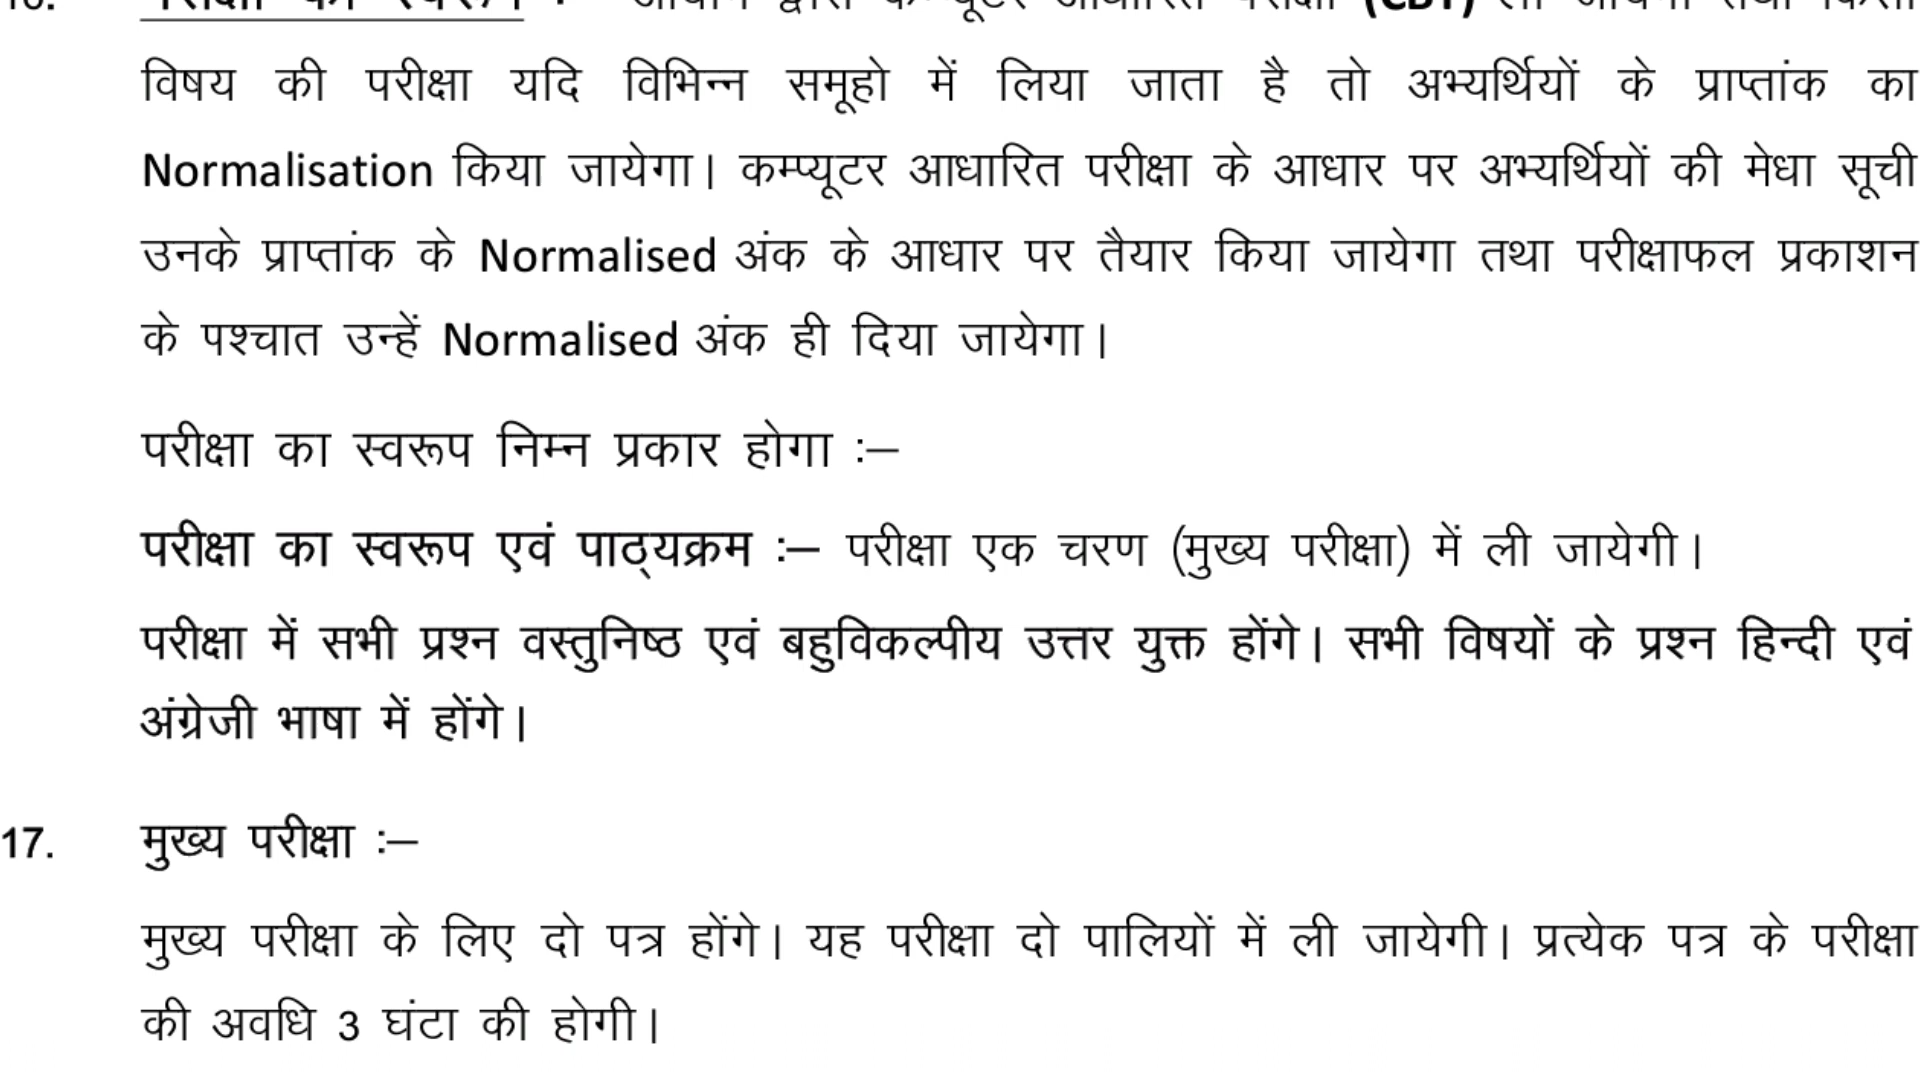 विषय की परीक्षा यदि विभिन्न समूहो में लिया जाता है तो अभ्यर्थियों के प्राप्तांक का
Normalisation किया जायेगा। कम्प्यूटर आधारित परीक्षा के आधार पर अभ्यर्थियों की मेधा सूची
उनके प्राप्तांक के Normalised अंक के आधार पर तैयार किया जायेगा तथा परीक्षाफल प्रकाशन
के पश्चात उन्हें Normalised अंक ही दिया जायेगा।
परीक्षा का स्वरूप निम्न प्रकार होगा :–
परीक्षा का स्वरूप एवं पाठ्यक्रम :– परीक्षा एक चरण (मुख्य परीक्षा) में ली जायेगी।
परीक्षा में सभी प्रश्न वस्तुनिष्ठ एवं बहुविकल्पीय उत्तर युक्त होंगे। सभी विषयों के प्रश्न हिन्दी एवं
अंग्रेजी भाषा में होंगे।
17. मुख्य परीक्षा :–
मुख्य परीक्षा के लिए दो पत्र होंगे। यह परीक्षा दो पालियों में ली जायेगी। प्रत्येक पत्र के परीक्षा
की अवधि 3 घंटा की होगी।